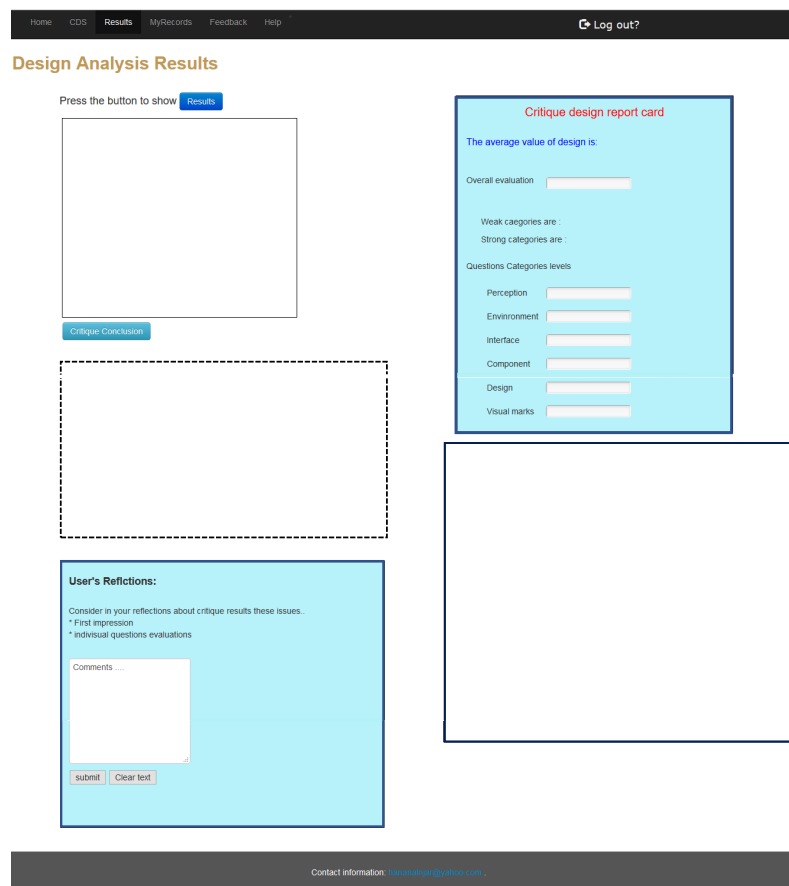 Home CDS Results MyRecords Feedback Help
Log out?
Design Analysis Results
Press the button to show Results
Critique Conclusion
User's Reflctions:
Consider in your reflections about critique results these issues..
* First impression
* indivisual questions evaluations
Comments ....
submit Clear text
Critique design report card
The average value of design is:
Overall evaluation
Weak caegories are :
Strong categories are :
Questions Categories levels
Perception
Envinronment
Interface
Component
Design
Visual marks
Contact information: